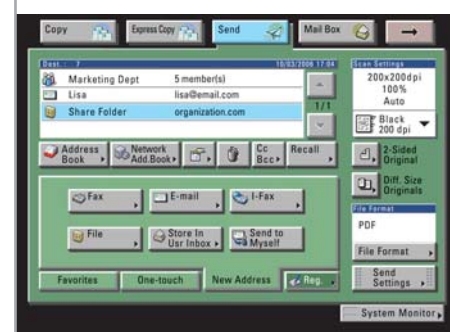 Copy
Express Copy
Send
Mail Box
Dest. : 7
10/03/2008 17:04
Marketing Dept 5 member(s)
Lisa lisa@email.com
Share Folder organization.com
1/1
Address Book
Network Add.Book
Cc Bcc
Recall
Fax
E-mail
I-Fax
File
Store In Usr Inbox
Send to Myself
Favorites
One-touch
New Address
Reg.
Scan Settings
200x200dpi
100%
Auto
Black
200 dpi
2-Sided
Original
Diff. Size
Originals
File Format
PDF
File Format
Send
Settings
System Monitor